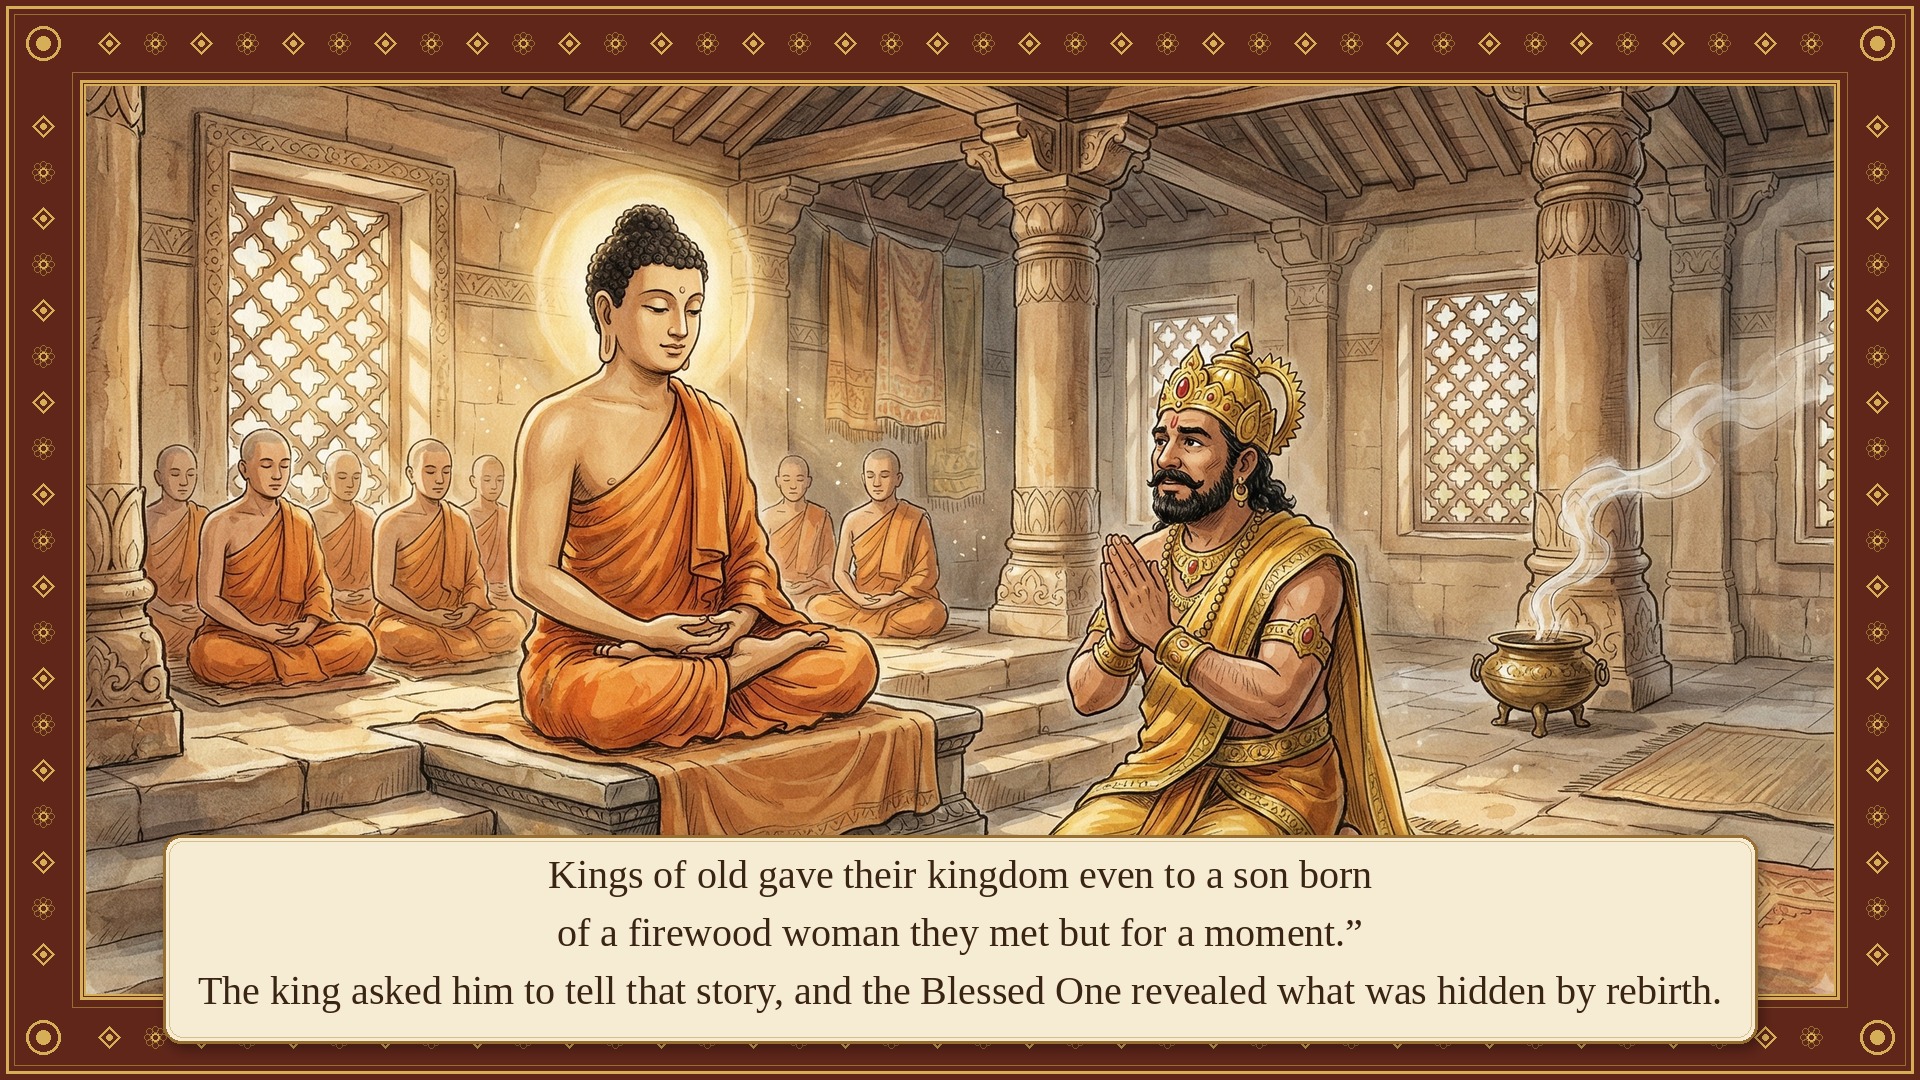 Kings of old gave their kingdom even to a son born
of a firewood woman they met but for a moment.”
The king asked him to tell that story, and the Blessed One revealed what was hidden by rebirth.